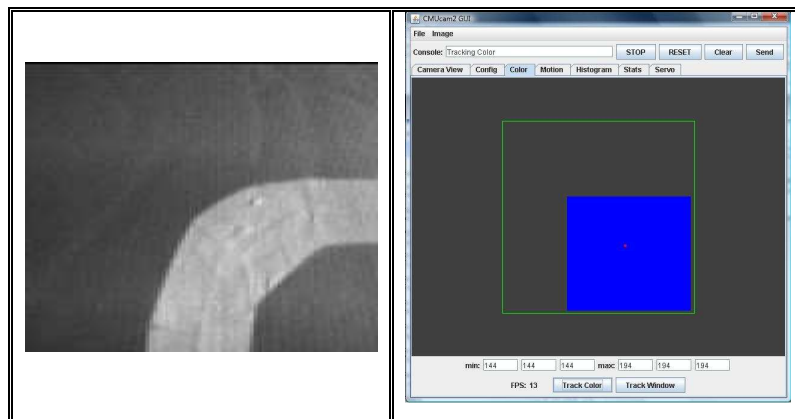 CMUcam2 GUI
File Image
Console: Tracking Color STOP RESET Clear Send
Camera View Config Color Motion Histogram Stats Servo
min: 144 144 144 max: 194 194 194
FPS: 13 Track Color Track Window